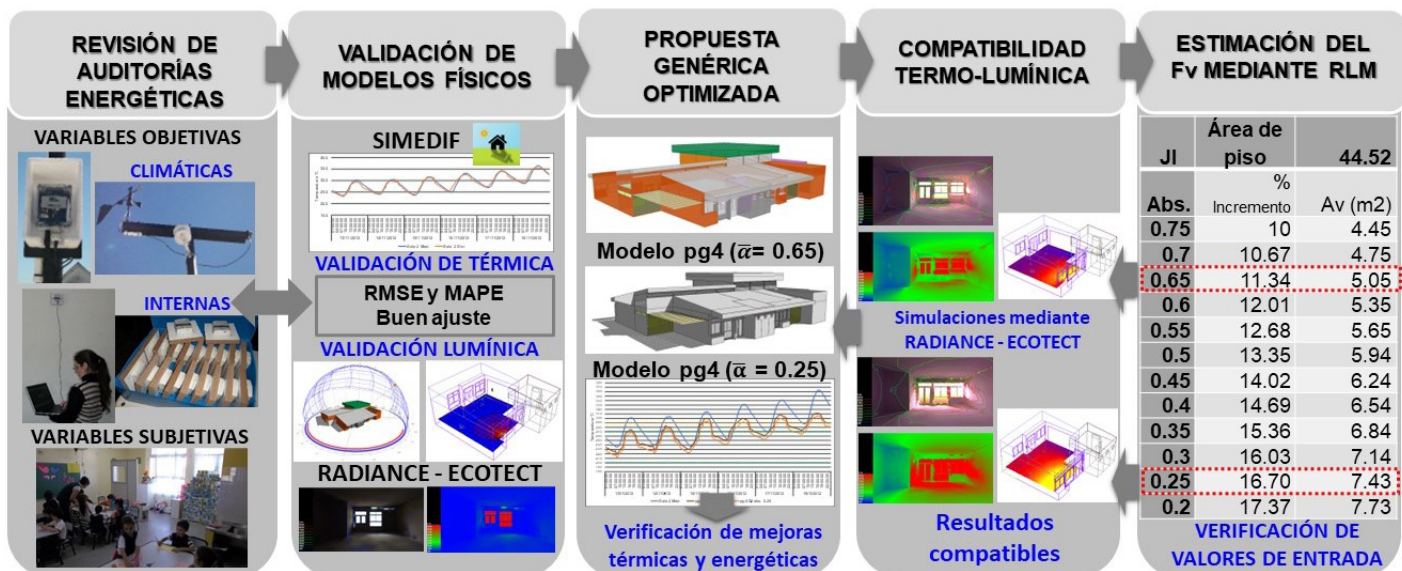 REVISIÓN DE
AUDITORÍAS
ENERGÉTICAS
VARIABLES OBJETIVAS
CLIMÁTICAS
INTERNAS
VARIABLES SUBJETIVAS
VALIDACIÓN DE
MODELOS FÍSICOS
SIMEDIF
VALIDACIÓN DE TÉRMICA
RMSE y MAPE
Buen ajuste
VALIDACIÓN LUMÍNICA
RADIANCE - ECOTECT
PROPUESTA
GENÉRICA
OPTIMIZADA
Modelo pg4 (α̅= 0.65)
Modelo pg4 (α̅ = 0.25)
Verificación de mejoras
térmicas y energéticas
COMPATIBILIDAD
TERMO-LUMÍNICA
Simulaciones mediante
RADIANCE - ECOTECT
Resultados
compatibles
ESTIMACIÓN DEL
Fv MEDIANTE RLM
JI Área de piso 44.52
Abs. % Incremento Av (m2)
0.75 10 4.45
0.7 10.67 4.75
0.65 11.34 5.05
0.6 12.01 5.35
0.55 12.68 5.65
0.5 13.35 5.94
0.45 14.02 6.24
0.4 14.69 6.54
0.35 15.36 6.84
0.3 16.03 7.14
0.25 16.70 7.43
0.2 17.37 7.73
VERIFICACIÓN DE
VALORES DE ENTRADA